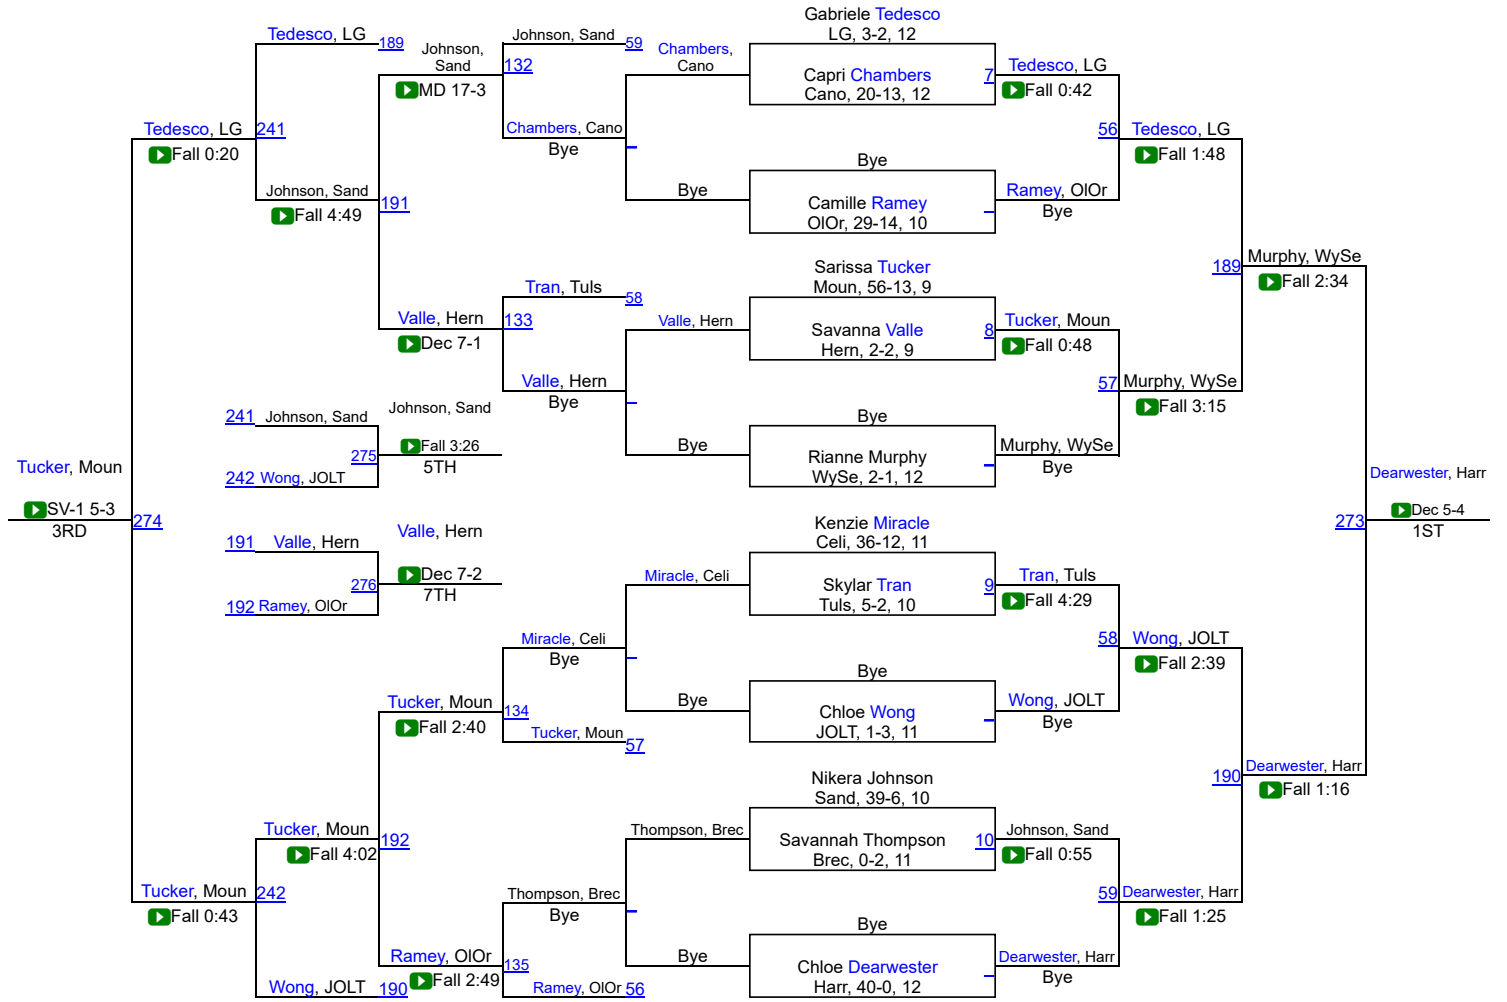 Gabriele Tedesco
LG, 3-2, 12
Tedesco, LG
189
Johnson,
Sand
MD 17-3
Johnson, Sand
59
132
Chambers,
Cano
Capri Chambers
Cano, 20-13, 12
7
Tedesco, LG
Fall 0:42
Tedesco, LG
Fall 0:20
241
Chambers, Cano
Bye
56
Tedesco, LG
Fall 1:48
Johnson, Sand
Fall 4:49
191
Bye
Bye
Camille Ramey
OlOr, 29-14, 10
Ramey, OlOr
Bye
Sarissa Tucker
Moun, 56-13, 9
189
Murphy, WySe
Fall 2:34
Tran, Tuls
58
Valle, Hern
Dec 7-1
133
Valle, Hern
Savanna Valle
Hern, 2-2, 9
8
Tucker, Moun
Fall 0:48
Valle, Hern
Bye
57
Murphy, WySe
Fall 3:15
241
Johnson, Sand
Johnson, Sand
275
Fall 3:26
5TH
242
Wong, JOLT
Bye
Bye
Rianne Murphy
WySe, 2-1, 12
Murphy, WySe
Bye
Tucker, Moun
SV-1 5-3
3RD
274
Dearwester, Harr
273
Dec 5-4
1ST
191
Valle, Hern
Valle, Hern
276
Dec 7-2
7TH
192
Ramey, OlOr
Kenzie Miracle
Celi, 36-12, 11
Miracle, Celi
Skylar Tran
Tuls, 5-2, 10
9
Tran, Tuls
Fall 4:29
Miracle, Celi
Bye
58
Wong, JOLT
Fall 2:39
Tucker, Moun
Fall 2:40
134
Tucker, Moun
57
Bye
Bye
Chloe Wong
JOLT, 1-3, 11
Wong, JOLT
Bye
Nikera Johnson
Sand, 39-6, 10
190
Dearwester, Harr
Fall 1:16
Tucker, Moun
Fall 4:02
192
Thompson, Brec
Savannah Thompson
Brec, 0-2, 11
10
Johnson, Sand
Fall 0:55
Tucker, Moun
Fall 0:43
242
Thompson, Brec
Bye
59
Dearwester, Harr
Fall 1:25
Ramey, OlOr
Fall 2:49
135
Bye
Bye
Chloe Dearwester
Harr, 40-0, 12
Dearwester, Harr
Bye
Wong, JOLT
190
Ramey, OlOr
56